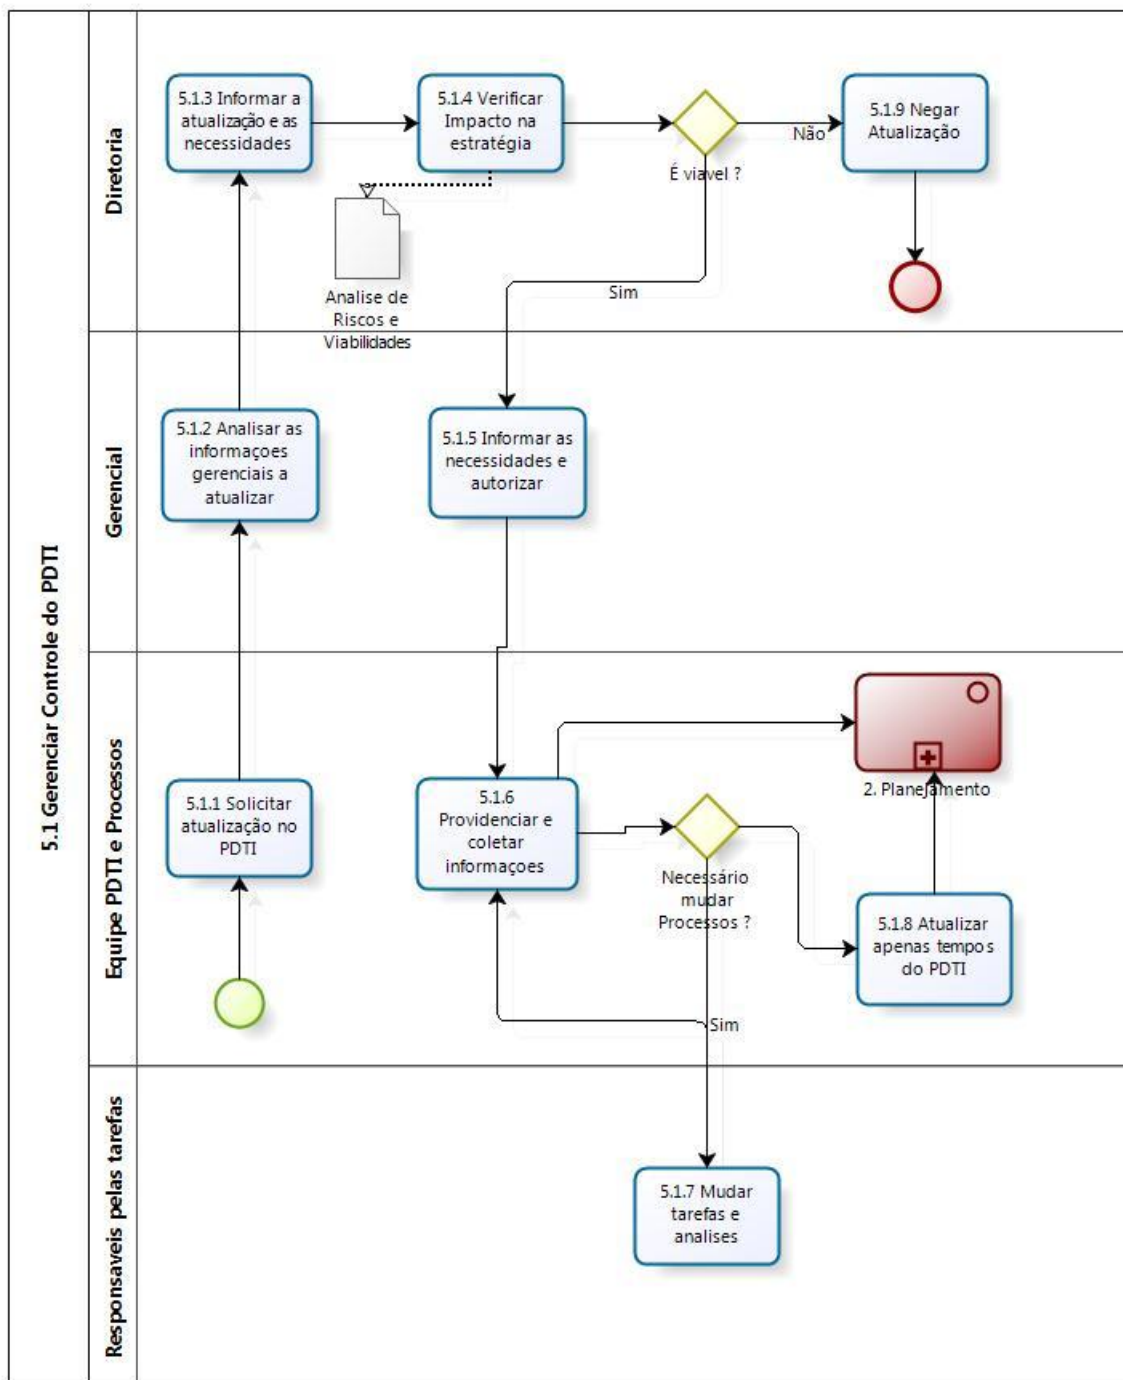 5.1 Gerenciar Controle do PDTI
Diretoria
5.1.3 Informar a
atualização e as
necessidades
5.1.4 Verificar
Impacto na
estratégia
É viavel ?
Não
5.1.9 Negar
Atualização
Analise de
Riscos e
Viabilidades
Sim
Gerencial
5.1.2 Analisar as
informaçoes
gerenciais a
atualizar
5.1.5 Informar as
necessidades e
autorizar
Equipe PDTI e Processos
5.1.1 Solicitar
atualização no
PDTI
5.1.6
Providenciar e
coletar
informaçoes
Necessário
mudar
Processos ?
2. Planejamento
5.1.8 Atualizar
apenas tempos
do PDTI
Sim
Responsaveis pelas tarefas
5.1.7 Mudar
tarefas e
analises